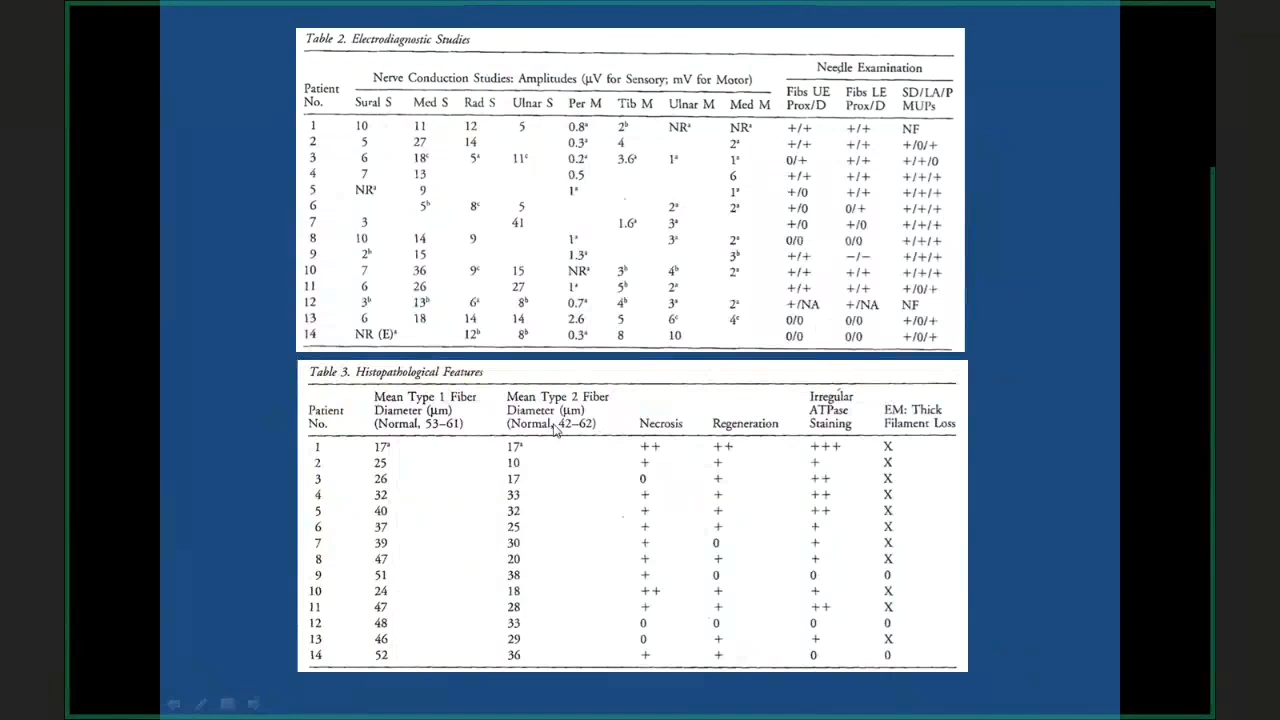 Table 2. Electrodiagnostic Studies
Nerve Conduction Studies: Amplitudes (μV for Sensory; mV for Motor) Needle Examination
Patient No. Sural S Med S Rad S Ulnar S Per M Tib M Ulnar M Med M Fibs UE Prox/D Fibs LE Prox/D SD/LA/P MUPs
1 10 11 12 5 0.8ᵃ 2ᵇ NRᵃ NRᵃ +/+ +/+ NF
2 5 27 14 0.3ᵃ 4 2ᵃ +/+ +/+ +/0/+
3 6 18ᶜ 5ᵃ 11ᶜ 0.2ᵃ 3.6ᵃ 1ᵃ 1ᵃ 0/+ +/+ +/+/0
4 7 13 0.5 6 +/+ +/+ +/+/+
5 NRᵃ 9 1ᵃ 1ᵃ +/0 +/+ +/+/+
6 5ᵇ 8ᶜ 5 2ᵃ 2ᵃ +/0 0/+ +/+/+
7 3 41 1.6ᵃ 3ᵃ +/0 +/0 +/+/+
8 10 14 9 1ᵃ 3ᵃ 2ᵃ 0/0 0/0 +/+/+
9 2ᵇ 15 1.3ᵃ 3ᵇ +/+ −/− +/+/+
10 7 36 9ᶜ 15 NRᵃ 3ᵇ 4ᵇ 2ᵃ +/+ +/+ +/+/+
11 6 26 27 1ᵃ 5ᵇ 2ᵃ +/+ +/+ +/0/+
12 3ᵇ 13ᵇ 6ᵃ 8ᵇ 0.7ᵃ 4ᵇ 3ᵃ 2ᵃ +/NA +/NA NF
13 6 18 14 14 2.6 5 6ᶜ 4ᶜ 0/0 0/0 +/0/+
14 NR (E)ᵃ 12ᵇ 8ᵇ 0.3ᵃ 8 10 0/0 0/0 +/0/+
Table 3. Histopathological Features
Patient No. Mean Type 1 Fiber Diameter (μm) (Normal, 53–61) Mean Type 2 Fiber Diameter (μm) (Normal, 42–62) Necrosis Regeneration Irregular ATPase Staining EM: Thick Filament Loss
1 17ᵃ 17ᵃ ++ ++ +++ X
2 25 10 + + + X
3 26 17 0 + ++ X
4 32 33 + + ++ X
5 40 32 + + ++ X
6 37 25 + + + X
7 39 30 + 0 + X
8 47 20 + + + X
9 51 38 + 0 0 0
10 24 18 ++ + + X
11 47 28 + + ++ X
12 48 33 0 0 0 0
13 46 29 0 + + X
14 52 36 + + 0 0